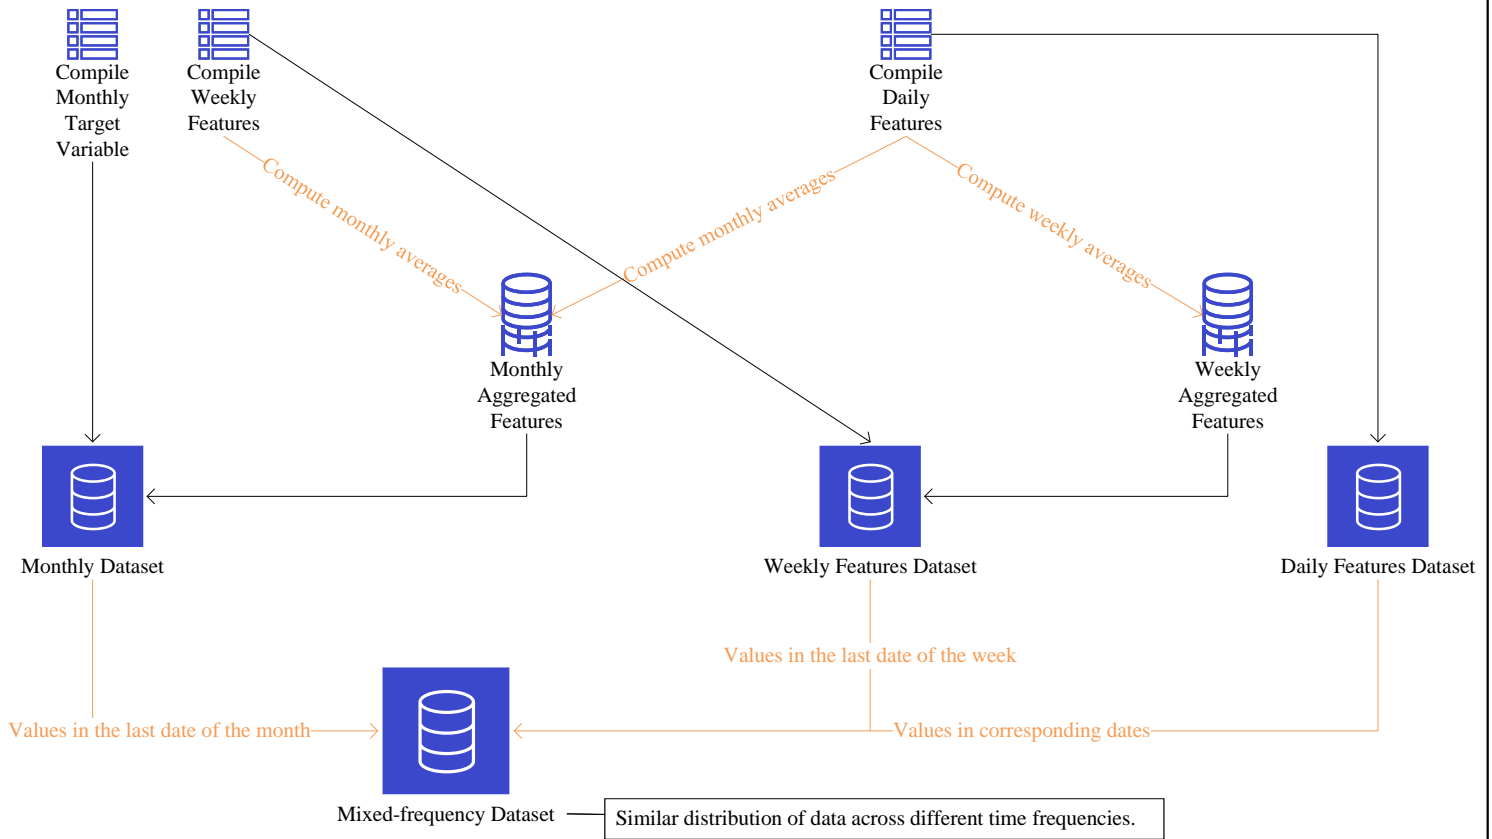 Compile
Monthly
Target
Variable
Compile
Weekly
Features
Compile
Daily
Features
Compute monthly averages
Compute monthly averages
Compute weekly averages
Monthly
Aggregated
Features
Weekly
Aggregated
Features
Monthly Dataset
Weekly Features Dataset
Daily Features Dataset
Values in the last date of the week
Values in the last date of the month
Values in corresponding dates
Mixed-frequency Dataset
Similar distribution of data across different time frequencies.